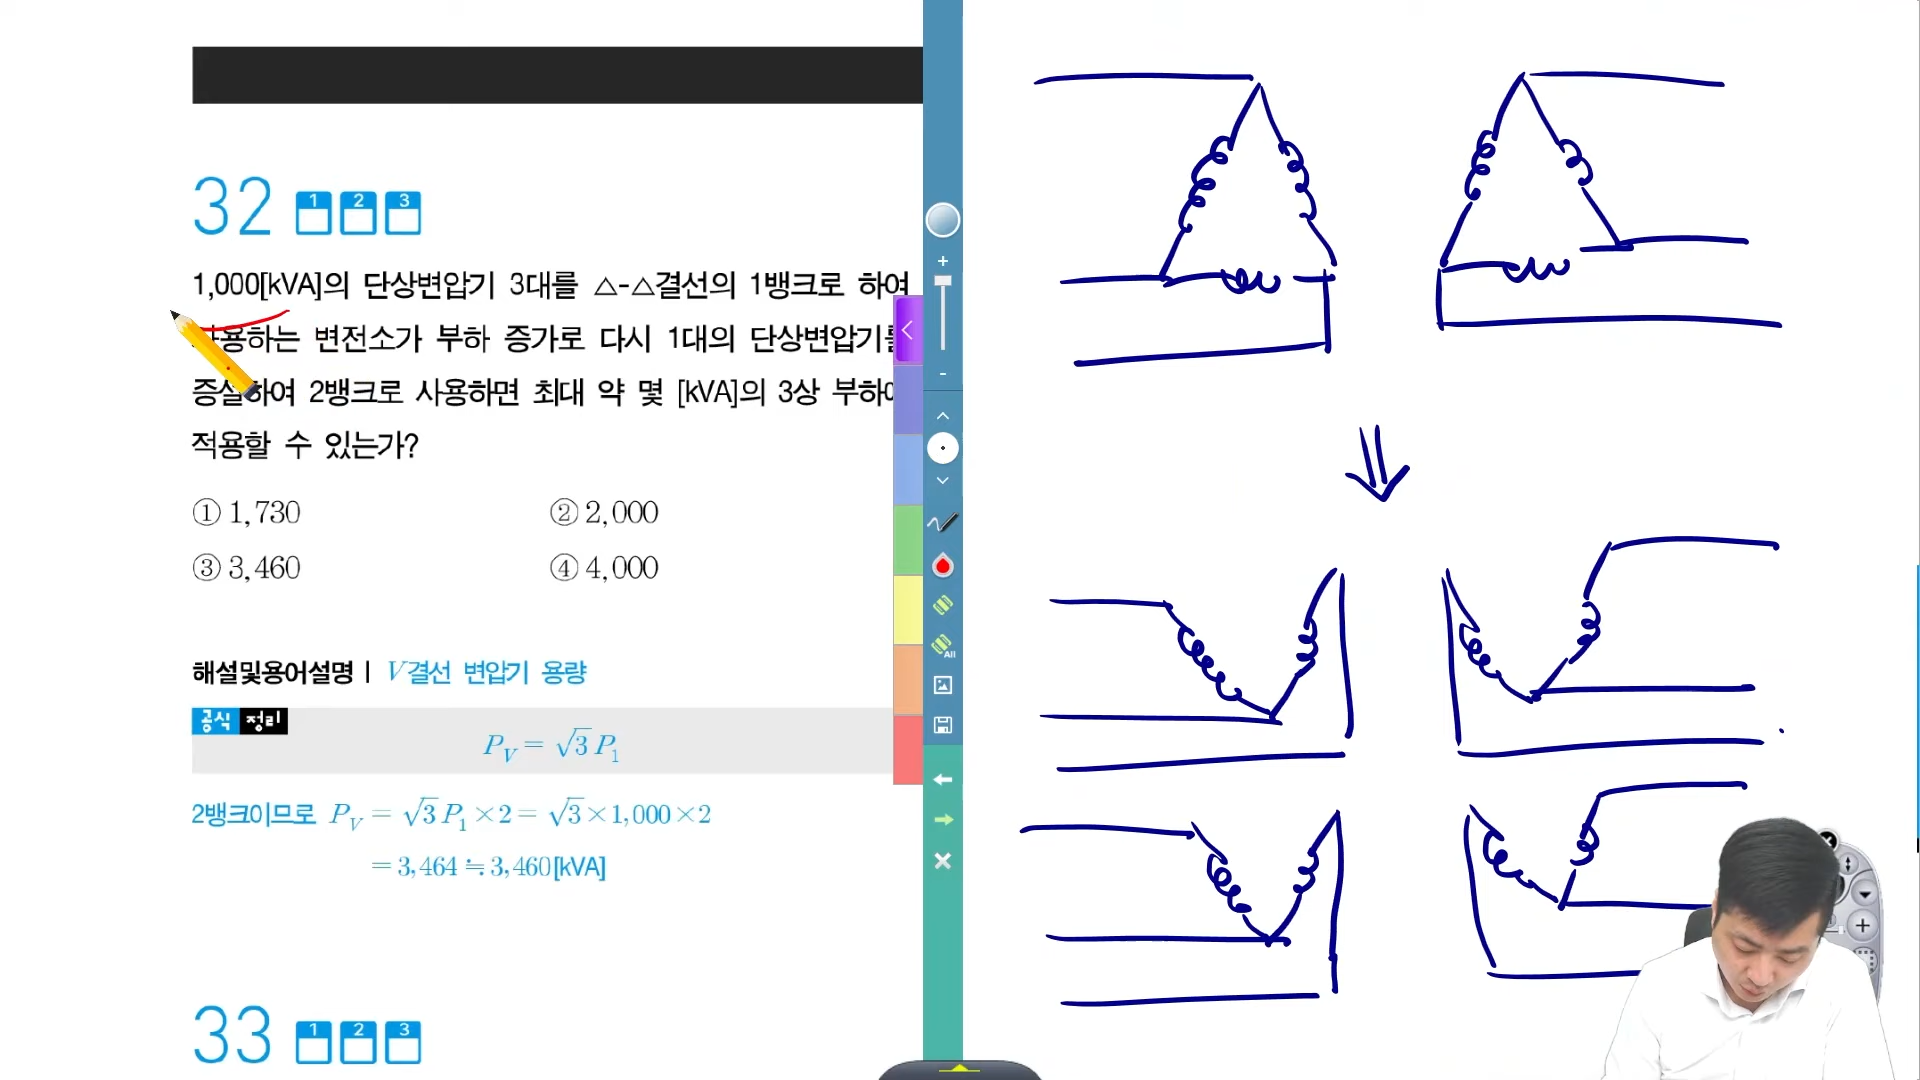 32 1 2 3
1,000[kVA]의 단상변압기 3대를 △-△결선의 1뱅크로 하여
사용하는 변전소가 부하 증가로 다시 1대의 단상변압기를
증설하여 2뱅크로 사용하면 최대 약 몇 [kVA]의 3상 부하에
적용할 수 있는가?
① 1,730 ② 2,000
③ 3,460 ④ 4,000
해설및용어설명 | V결선 변압기 용량
공식 정리
P_V = √3 P_1
2뱅크이므로 P_V = √3 P_1 × 2 = √3 × 1,000 × 2
= 3,464 ≒ 3,460[kVA]
33 1 2 3
All